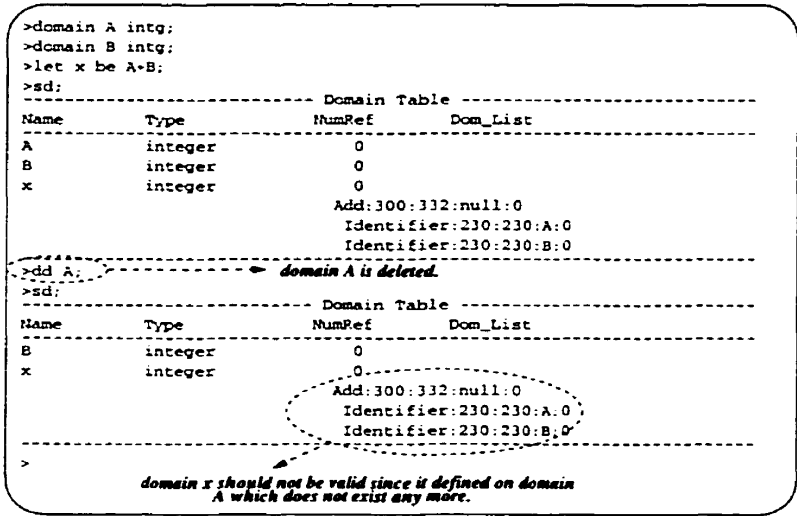 >domain A intg;
>domain B intg;
>let x be A+B;
>sd;
------------------------------ Domain Table ------------------------------
Name Type NumRef Dom_List
A integer 0
B integer 0
x integer 0
Add:300:332:null:0
Identifier:230:230:A:0
Identifier:230:230:B:0
>dd A; domain A is deleted.
>sd;
------------------------------ Domain Table ------------------------------
Name Type NumRef Dom_List
B integer 0
x integer 0
Add:300:332:null:0
Identifier:230:230:A:0
Identifier:230:230:B:0
>
domain x should not be valid since it defined on domain
A which does not exist any more.